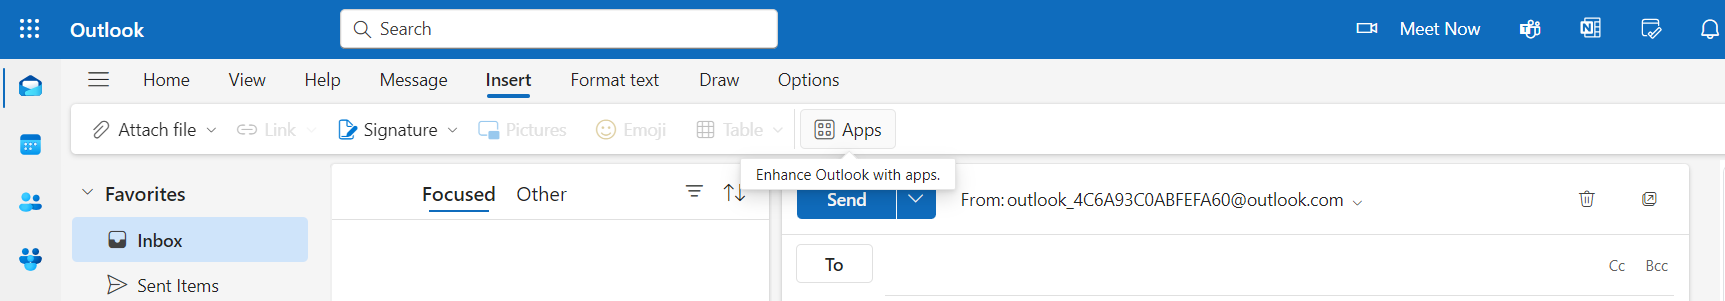 Outlook
Search
Meet Now
Home View Help Message Insert Format text Draw Options
Attach file Link Signature Pictures Emoji Table Apps
Enhance Outlook with apps.
Favorites
Focused Other
Send
From: outlook_4C6A93C0ABFEFA60@outlook.com
Inbox
To
Cc Bcc
Sent Items